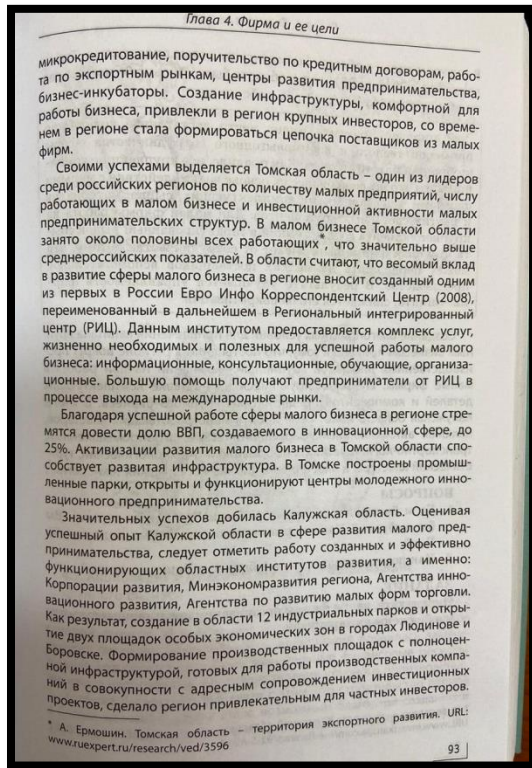 Глава 4. Фирма и ее цели
микрокредитование, поручительство по кредитным договорам, рабо-
та по экспортным рынкам, центры развития предпринимательства,
бизнес-инкубаторы. Создание инфраструктуры, комфортной для
работы бизнеса, привлекли в регион крупных инвесторов, со време-
нем в регионе стала формироваться цепочка поставщиков из малых
фирм.
Своими успехами выделяется Томская область – один из лидеров
среди российских регионов по количеству малых предприятий, числу
работающих в малом бизнесе и инвестиционной активности малых
предпринимательских структур. В малом бизнесе Томской области
занято около половины всех работающих*, что значительно выше
среднероссийских показателей. В области считают, что весомый вклад
в развитие сферы малого бизнеса в регионе вносит созданный одним
из первых в России Евро Инфо Корреспондентский Центр (2008),
переименованный в дальнейшем в Региональный интегрированный
центр (РИЦ). Данным институтом предоставляется комплекс услуг,
жизненно необходимых и полезных для успешной работы малого
бизнеса: информационные, консультационные, обучающие, организа-
ционные. Большую помощь получают предприниматели от РИЦ в
процессе выхода на международные рынки.
Благодаря успешной работе сферы малого бизнеса в регионе стре-
мятся довести долю ВВП, создаваемого в инновационной сфере, до
25%. Активизации развития малого бизнеса в Томской области спо-
собствует развитая инфраструктура. В Томске построены промыш-
ленные парки, открыты и функционируют центры молодежного инно-
вационного предпринимательства.
Значительных успехов добилась Калужская область. Оценивая
успешный опыт Калужской области в сфере развития малого пред-
принимательства, следует отметить работу созданных и эффективно
функционирующих областных институтов развития, а именно:
Корпорации развития, Минэкономразвития региона, Агентства инно-
вационного развития, Агентства по развитию малых форм торговли.
Как результат, создание в области 12 индустриальных парков и откры-
тие двух площадок особых экономических зон в городах Людинове и
Боровске. Формирование производственных площадок с полноцен-
ной инфраструктурой, готовых для работы производственных компа-
ний в совокупности с адресным сопровождением инвестиционных
проектов, сделало регион привлекательным для частных инвесторов.
* А. Ермошин. Томская область – территория экспортного развития. URL:
www.ruexpert.ru/research/ved/3596
93